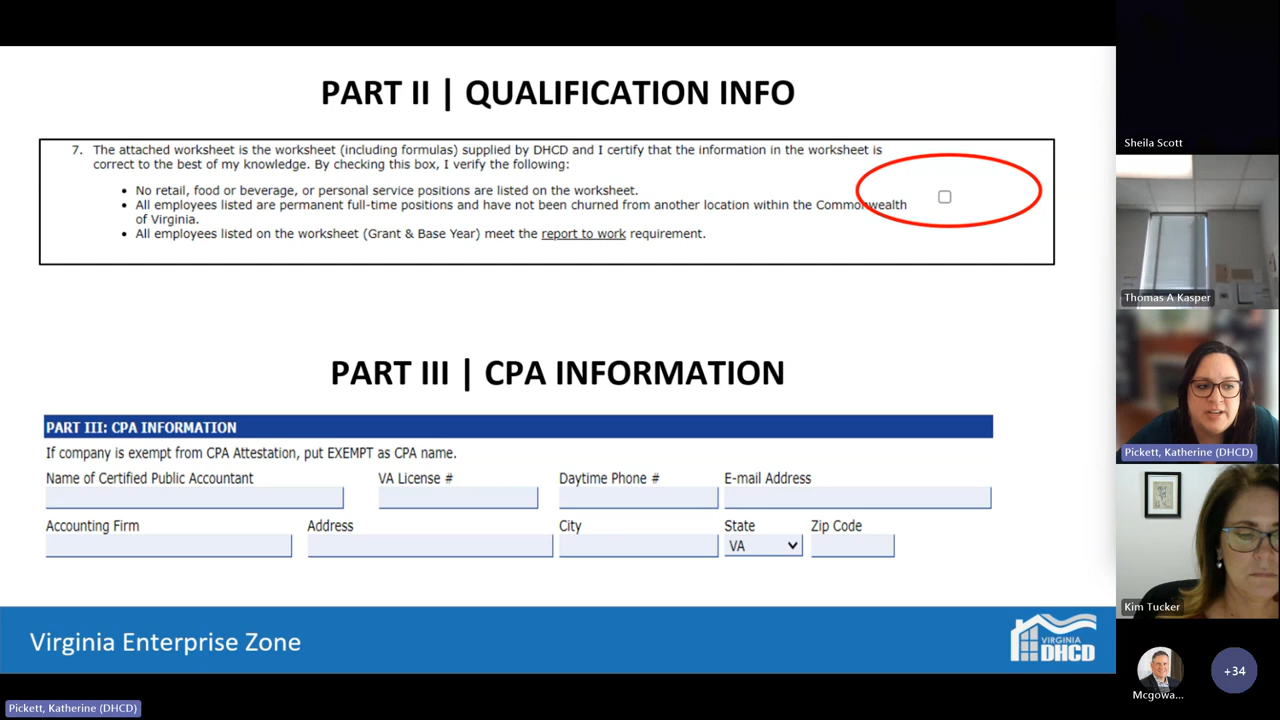 PART II | QUALIFICATION INFO
7. The attached worksheet is the worksheet (including formulas) supplied by DHCD and I certify that the information in the worksheet is
correct to the best of my knowledge. By checking this box, I verify the following:
• No retail, food or beverage, or personal service positions are listed on the worksheet.
• All employees listed are permanent full-time positions and have not been churned from another location within the Commonwealth
of Virginia.
• All employees listed on the worksheet (Grant & Base Year) meet the report to work requirement.
PART III | CPA INFORMATION
PART III: CPA INFORMATION
If company is exempt from CPA Attestation, put EXEMPT as CPA name.
Name of Certified Public Accountant VA License # Daytime Phone # E-mail Address
Accounting Firm Address City State Zip Code
VA
Virginia Enterprise Zone
VIRGINIA
DHCD
Pickett, Katherine (DHCD)
Sheila Scott
Thomas A Kasper
Pickett, Katherine (DHCD)
Kim Tucker
Mcgowa...
+34